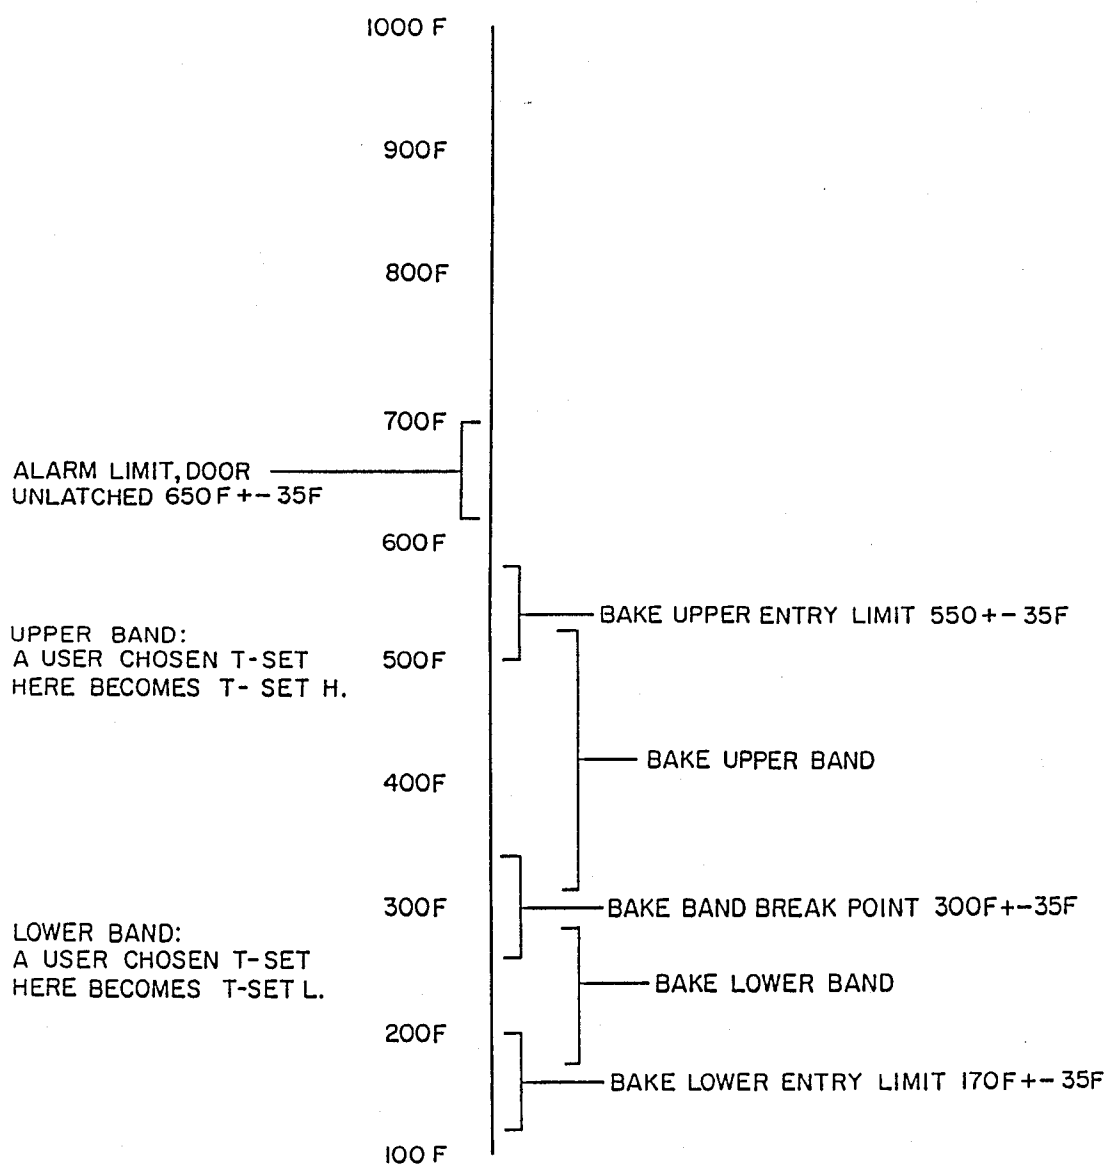 1000 F
900F
800F
700F
ALARM LIMIT, DOOR
UNLATCHED 650F +- 35F
600F
BAKE UPPER ENTRY LIMIT 550+-35F
UPPER BAND:
A USER CHOSEN T-SET
HERE BECOMES T- SET H.
500F
BAKE UPPER BAND
400F
300F
BAKE BAND BREAK POINT 300F+-35F
LOWER BAND:
A USER CHOSEN T-SET
HERE BECOMES T-SET L.
BAKE LOWER BAND
200F
BAKE LOWER ENTRY LIMIT 170F+-35F
100 F